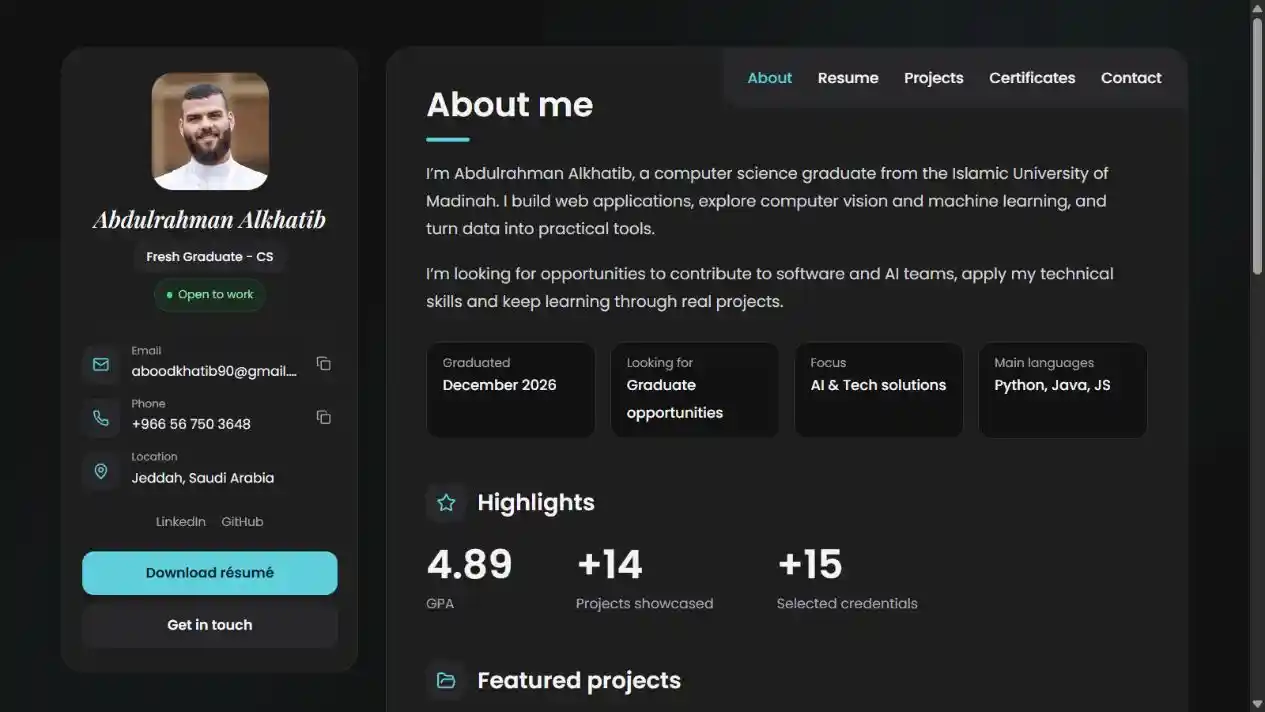 Abdulrahman Alkhatib
Fresh Graduate - CS
Open to work
Email
aboodkhatib90@gmail....
Phone
+966 56 750 3648
Location
Jeddah, Saudi Arabia
LinkedIn GitHub
Download résumé
Get in touch
About Resume Projects Certificates Contact
About me
I'm Abdulrahman Alkhatib, a computer science graduate from the Islamic University of
Madinah. I build web applications, explore computer vision and machine learning, and
turn data into practical tools.
I'm looking for opportunities to contribute to software and AI teams, apply my technical
skills and keep learning through real projects.
Graduated
December 2026
Looking for
Graduate
opportunities
Focus
AI & Tech solutions
Main languages
Python, Java, JS
Highlights
4.89
GPA
+14
Projects showcased
+15
Selected credentials
Featured projects